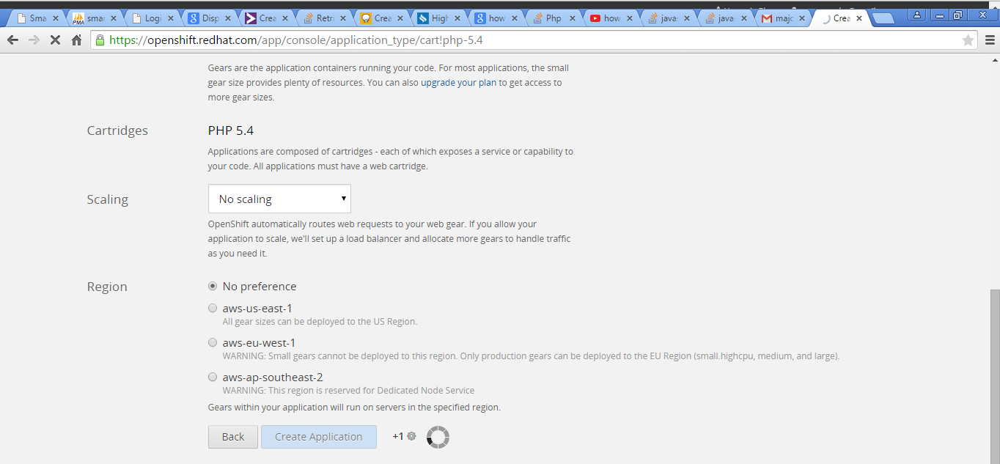 Sma
smar
Logi
Disp
Crea
Retri
Crea
High
how
Php
how
javas
javas
majo
Crea
https://openshift.redhat.com/app/console/application_type/cart!php-5.4
Gears are the application containers running your code. For most applications, the small
gear size provides plenty of resources. You can also upgrade your plan to get access to
more gear sizes.
Cartridges
PHP 5.4
Applications are composed of cartridges - each of which exposes a service or capability to
your code. All applications must have a web cartridge.
Scaling
No scaling
OpenShift automatically routes web requests to your web gear. If you allow your
application to scale, we'll set up a load balancer and allocate more gears to handle traffic
as you need it.
Region
No preference
aws-us-east-1
All gear sizes can be deployed to the US Region.
aws-eu-west-1
WARNING: Small gears cannot be deployed to this region. Only production gears can be deployed to the EU Region (small.highcpu, medium, and large).
aws-ap-southeast-2
WARNING: This region is reserved for Dedicated Node Service
Gears within your application will run on servers in the specified region.
Back
Create Application
+1